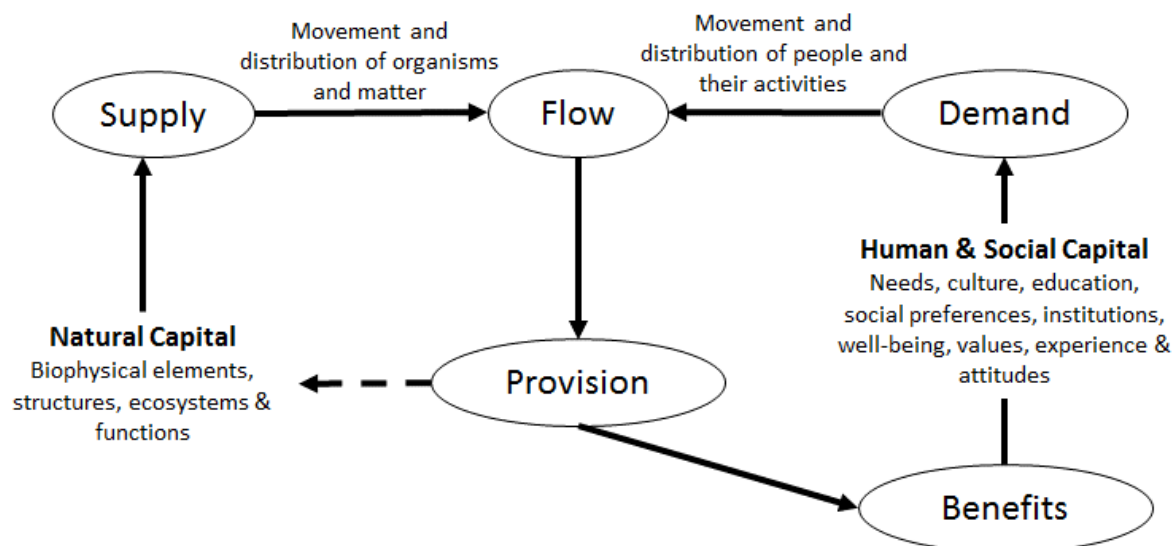 Movement and
distribution of organisms
and matter
Movement and
distribution of people and
their activities
Supply
Flow
Demand
Natural Capital
Biophysical elements,
structures, ecosystems &
functions
Human & Social Capital
Needs, culture, education,
social preferences, institutions,
well-being, values, experience &
attitudes
Provision
Benefits